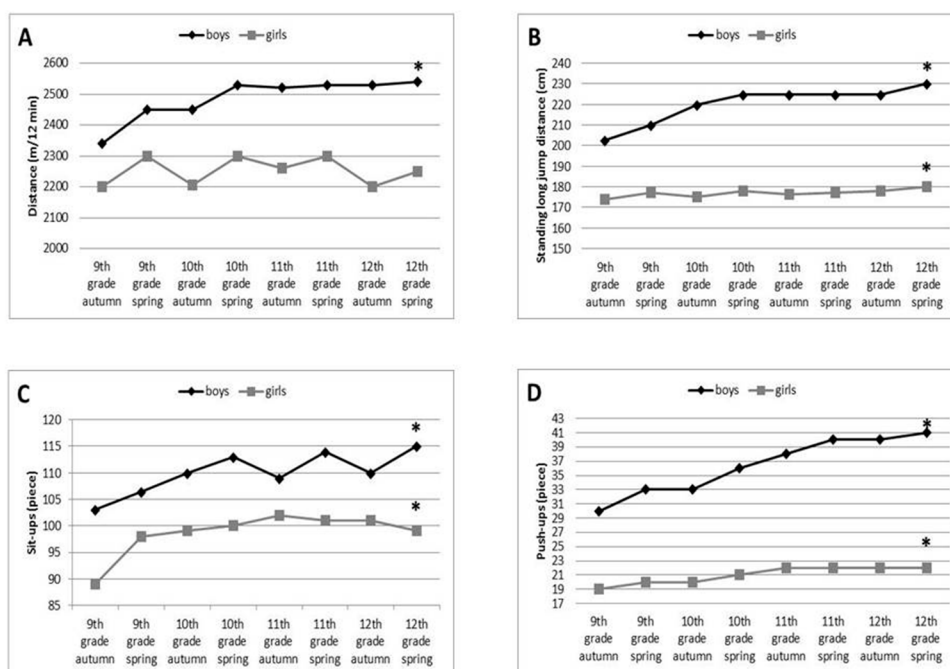 A
boys girls
*
2600
2500
2400
2300
2200
2100
2000
Distance (m/12 min)
9th 9th 10th 10th 11th 11th 12th 12th
grade grade grade grade grade grade grade grade
autumn spring autumn spring autumn spring autumn spring
B
boys girls
*
*
240
230
220
210
200
190
180
170
160
150
Standing long jump distance (cm)
9th 9th 10th 10th 11th 11th 12th 12th
grade grade grade grade grade grade grade grade
autumn spring autumn spring autumn spring autumn spring
C
boys girls
*
*
120
115
110
105
100
95
90
85
Sit-ups (piece)
9th 9th 10th 10th 11th 11th 12th 12th
grade grade grade grade grade grade grade grade
autumn spring autumn spring autumn spring autumn spring
D
boys girls
*
*
43
41
39
37
35
33
31
29
27
25
23
21
19
17
Push-ups (piece)
9th 9th 10th 10th 11th 11th 12th 12th
grade grade grade grade grade grade grade grade
autumn spring autumn spring autumn spring autumn spring